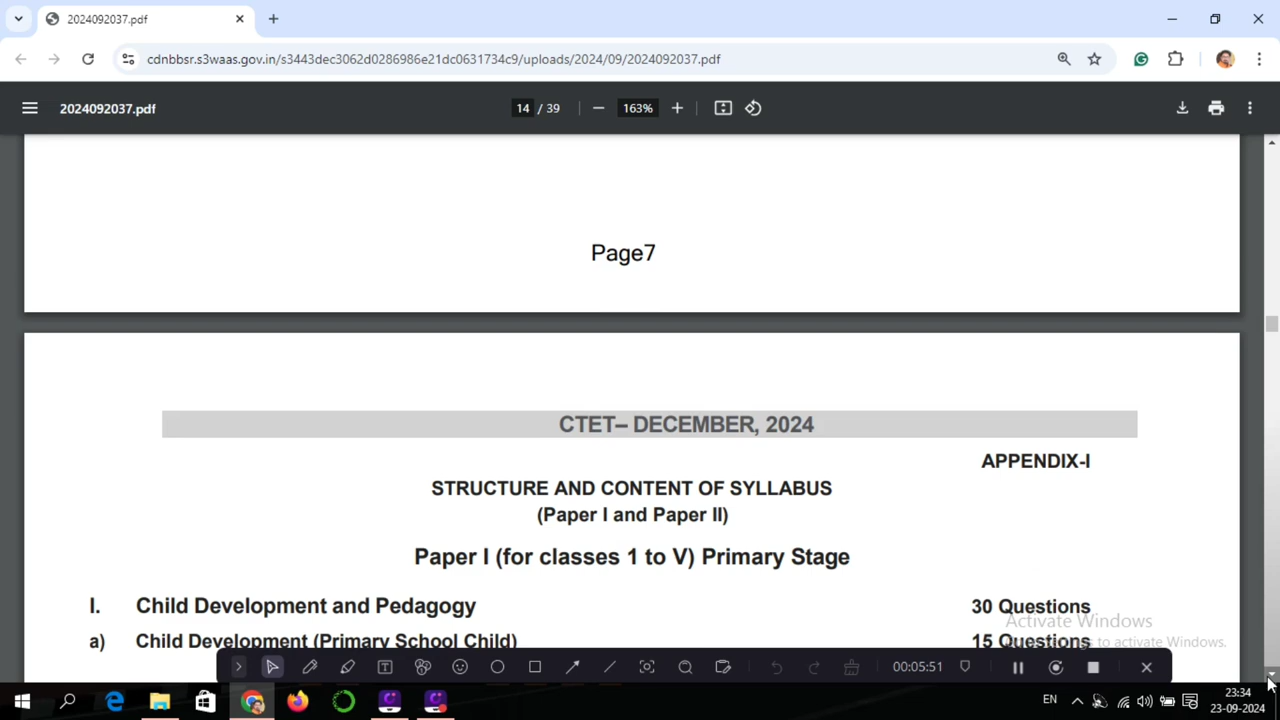 2024092037.pdf
cdnbbsr.s3waas.gov.in/s3443dec3062d0286986e21dc0631734c9/uploads/2024/09/2024092037.pdf
2024092037.pdf
14 / 39
163%
Page7
CTET– DECEMBER, 2024
APPENDIX-I
STRUCTURE AND CONTENT OF SYLLABUS
(Paper I and Paper II)
Paper I (for classes 1 to V) Primary Stage
I. Child Development and Pedagogy 30 Questions
Activate Windows
a) Child Development (Primary School Child) 15 Questions
to activate Windows.
00:05:51
EN
23:34
23-09-2024